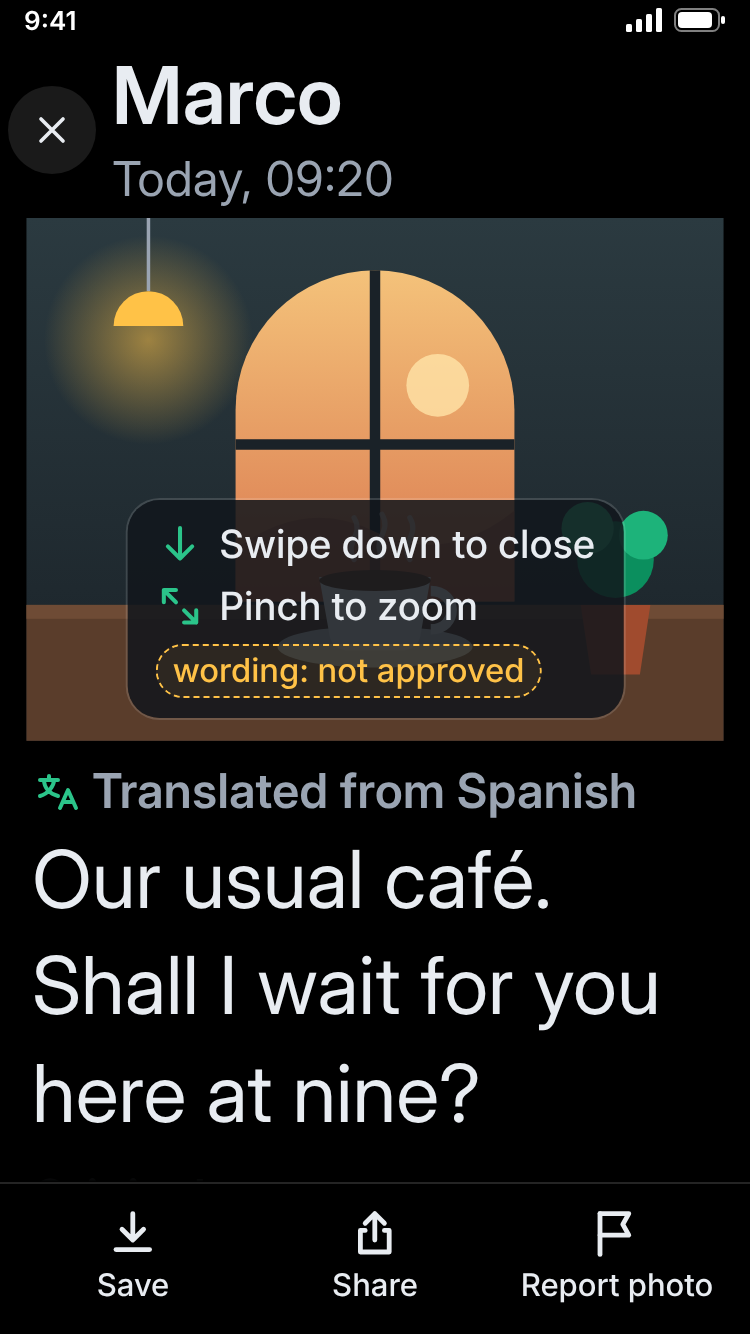 9:41
Marco
Today, 09:20
Swipe down to close
Pinch to zoom
wording: not approved
Translated from Spanish
Our usual café.
Shall I wait for you
here at nine?
Save
Share
Report photo